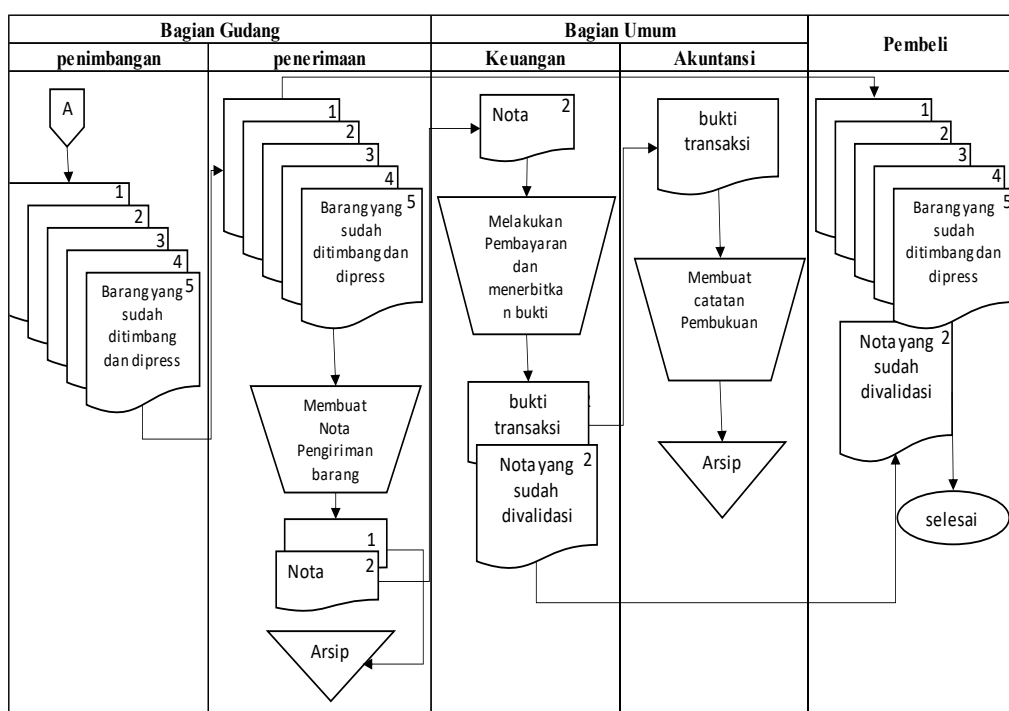 Bagian Gudang
Bagian Umum
Pembeli
penimbangan
penerimaan
Keuangan
Akuntansi
A
1
2
3
4
5
Barang yang
sudah
ditimbang
dan dipress
1
2
3
4
5
Barang yang
sudah
ditimbang dan
dipress
Membuat
Nota
Pengiriman
barang
1
2
Nota
Arsip
2
Nota
Melakukan
Pembayaran
dan
menerbitka
n bukti
2
bukti
transaksi
2
Nota yang
sudah
divalidasi
bukti
transaksi
Membuat
catatan
Pembukuan
Arsip
1
2
3
4
5
Barang yang
sudah
ditimbang dan
dipress
2
Nota yang
sudah
divalidasi
selesai